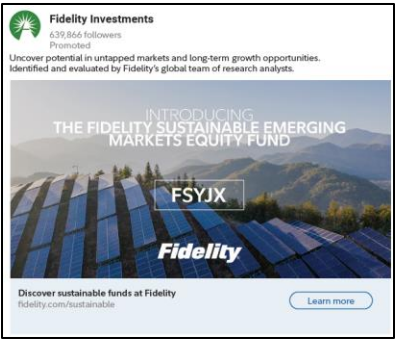 Fidelity Investments
639,866 followers
Promoted
Uncover potential in untapped markets and long-term growth opportunities.
Identified and evaluated by Fidelity's global team of research analysts.
INTRODUCING
THE FIDELITY SUSTAINABLE EMERGING
MARKETS EQUITY FUND
FSYJX
Fidelity
Discover sustainable funds at Fidelity
fidelity.com/sustainable
Learn more